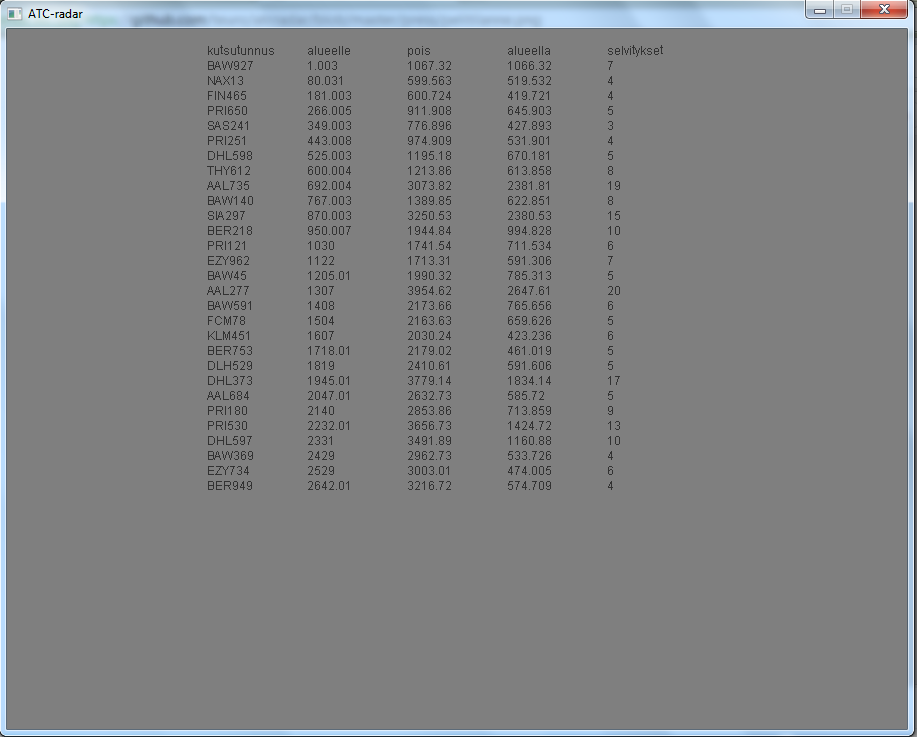 ATC-radar
kutsutunnus alueelle pois alueella selvitykset
BAW927 1.003 1067.32 1066.32 7
NAX13 80.031 599.563 519.532 4
FIN465 181.003 600.724 419.721 4
PRI650 266.005 911.908 645.903 5
SAS241 349.003 776.896 427.893 3
PRI251 443.008 974.909 531.901 4
DHL598 525.003 1195.18 670.181 5
THY612 600.004 1213.86 613.858 8
AAL735 692.004 3073.82 2381.81 19
BAW140 767.003 1389.85 622.851 8
SIA297 870.003 3250.53 2380.53 15
BER218 950.007 1944.84 994.828 10
PRI121 1030 1741.54 711.534 6
EZY962 1122 1713.31 591.306 7
BAW45 1205.01 1990.32 785.313 5
AAL277 1307 3954.62 2647.61 20
BAW591 1408 2173.66 765.656 6
FCM78 1504 2163.63 659.626 5
KLM451 1607 2030.24 423.236 6
BER753 1718.01 2179.02 461.019 5
DLH529 1819 2410.61 591.606 5
DHL373 1945.01 3779.14 1834.14 17
AAL684 2047.01 2632.73 585.72 5
PRI180 2140 2853.86 713.859 9
PRI530 2232.01 3656.73 1424.72 13
DHL597 2331 3491.89 1160.88 10
BAW369 2429 2962.73 533.726 4
EZY734 2529 3003.01 474.005 6
BER949 2642.01 3216.72 574.709 4